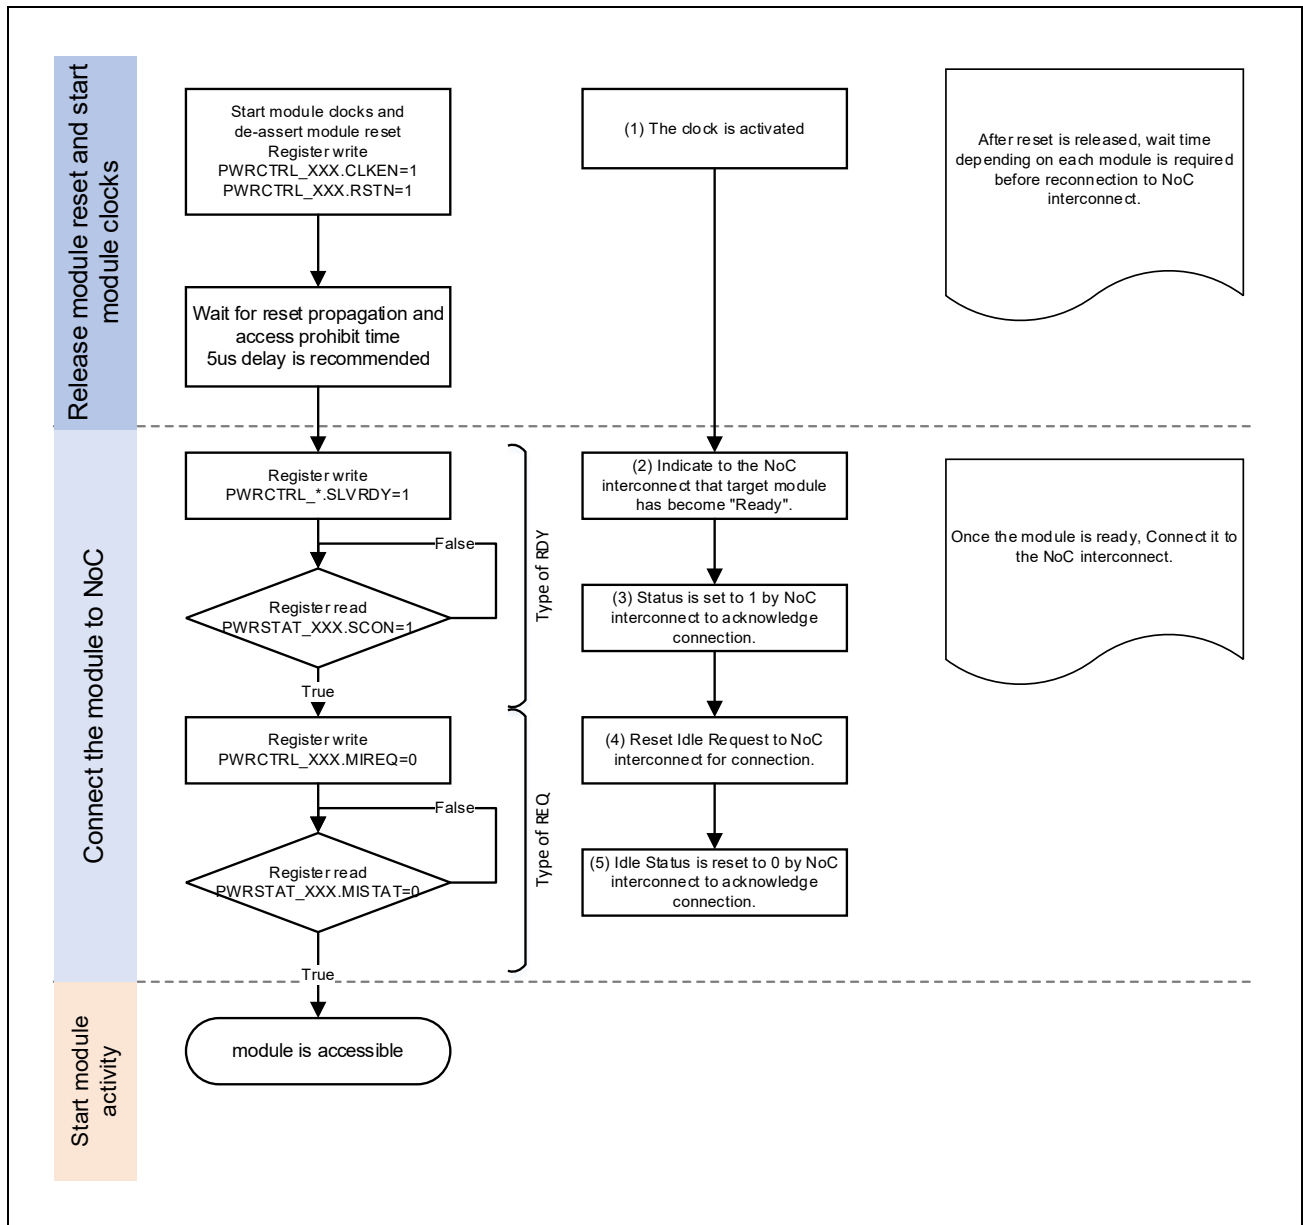 Release module reset and start
module clocks
Start module clocks and
de-assert module reset
Register write
PWRCTRL_XXX.CLKEN=1
PWRCTRL_XXX.RSTN=1
(1) The clock is activated
After reset is released, wait time
depending on each module is required
before reconnection to NoC
interconnect.
Wait for reset propagation and
access prohibit time
5us delay is recommended
Connect the module to NoC
Register write
PWRCTRL_*.SLVRDY=1
False
Register read
PWRSTAT_XXX.SCON=1
True
Type of RDY
(2) Indicate to the NoC
interconnect that target module
has become "Ready".
(3) Status is set to 1 by NoC
interconnect to acknowledge
connection.
Once the module is ready, Connect it to
the NoC interconnect.
Register write
PWRCTRL_XXX.MIREQ=0
False
Register read
PWRSTAT_XXX.MISTAT=0
True
Type of REQ
(4) Reset Idle Request to NoC
interconnect for connection.
(5) Idle Status is reset to 0 by NoC
interconnect to acknowledge
connection.
Start module
activity
module is accessible